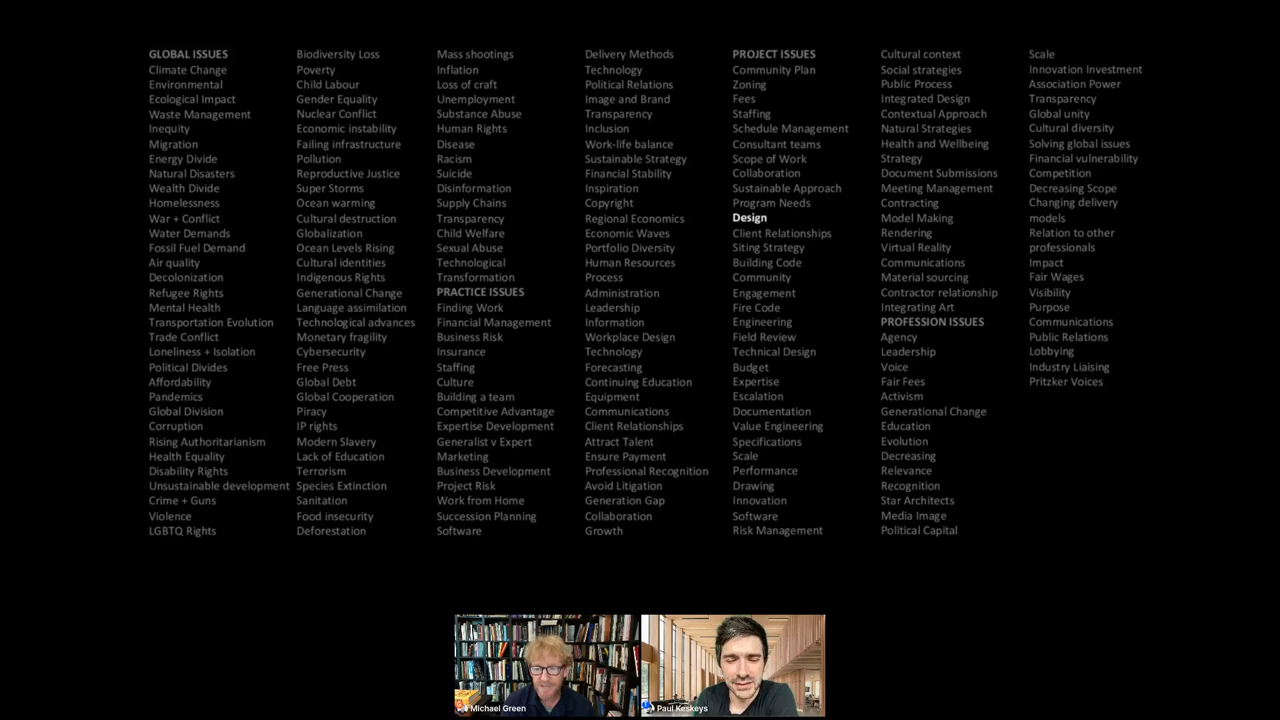 GLOBAL ISSUES
Climate Change
Environmental
Ecological Impact
Waste Management
Inequity
Migration
Energy Divide
Natural Disasters
Wealth Divide
Homelessness
War + Conflict
Water Demands
Fossil Fuel Demand
Air quality
Decolonization
Refugee Rights
Mental Health
Transportation Evolution
Trade Conflict
Loneliness + Isolation
Political Divides
Affordability
Pandemics
Global Division
Corruption
Rising Authoritarianism
Health Equality
Disability Rights
Unsustainable development
Crime + Guns
Violence
LGBTQ Rights
Biodiversity Loss
Poverty
Child Labour
Gender Equality
Nuclear Conflict
Economic instability
Failing infrastructure
Pollution
Reproductive Justice
Super Storms
Ocean warming
Cultural destruction
Globalization
Ocean Levels Rising
Cultural identities
Indigenous Rights
Generational Change
Language assimilation
Technological advances
Monetary fragility
Cybersecurity
Free Press
Global Debt
Global Cooperation
Piracy
IP rights
Modern Slavery
Lack of Education
Terrorism
Species Extinction
Sanitation
Food insecurity
Deforestation
Mass shootings
Inflation
Loss of craft
Unemployment
Substance Abuse
Human Rights
Disease
Racism
Suicide
Disinformation
Supply Chains
Transparency
Child Welfare
Sexual Abuse
Technological
Transformation
PRACTICE ISSUES
Finding Work
Financial Management
Business Risk
Insurance
Staffing
Culture
Building a team
Competitive Advantage
Expertise Development
Generalist v Expert
Marketing
Business Development
Project Risk
Work from Home
Succession Planning
Software
Delivery Methods
Technology
Political Relations
Image and Brand
Transparency
Inclusion
Work-life balance
Sustainable Strategy
Financial Stability
Inspiration
Copyright
Regional Economics
Economic Waves
Portfolio Diversity
Human Resources
Process
Administration
Leadership
Information
Workplace Design
Technology
Forecasting
Continuing Education
Equipment
Communications
Client Relationships
Attract Talent
Ensure Payment
Professional Recognition
Avoid Litigation
Generation Gap
Collaboration
Growth
PROJECT ISSUES
Community Plan
Zoning
Fees
Staffing
Schedule Management
Consultant teams
Scope of Work
Collaboration
Sustainable Approach
Program Needs
Design
Client Relationships
Siting Strategy
Building Code
Community
Engagement
Fire Code
Engineering
Field Review
Technical Design
Budget
Expertise
Escalation
Documentation
Value Engineering
Specifications
Scale
Performance
Drawing
Innovation
Software
Risk Management
Cultural context
Social strategies
Public Process
Integrated Design
Contextual Approach
Natural Strategies
Health and Wellbeing
Strategy
Document Submissions
Meeting Management
Contracting
Model Making
Rendering
Virtual Reality
Communications
Material sourcing
Contractor relationship
Integrating Art
PROFESSION ISSUES
Agency
Leadership
Voice
Fair Fees
Activism
Generational Change
Education
Evolution
Decreasing
Relevance
Recognition
Star Architects
Media Image
Political Capital
Scale
Innovation Investment
Association Power
Transparency
Global unity
Cultural diversity
Solving global issues
Financial vulnerability
Competition
Decreasing Scope
Changing delivery
models
Relation to other
professionals
Impact
Fair Wages
Visibility
Purpose
Communications
Public Relations
Lobbying
Industry Liaising
Pritzker Voices
Michael Green
Paul Keskeys